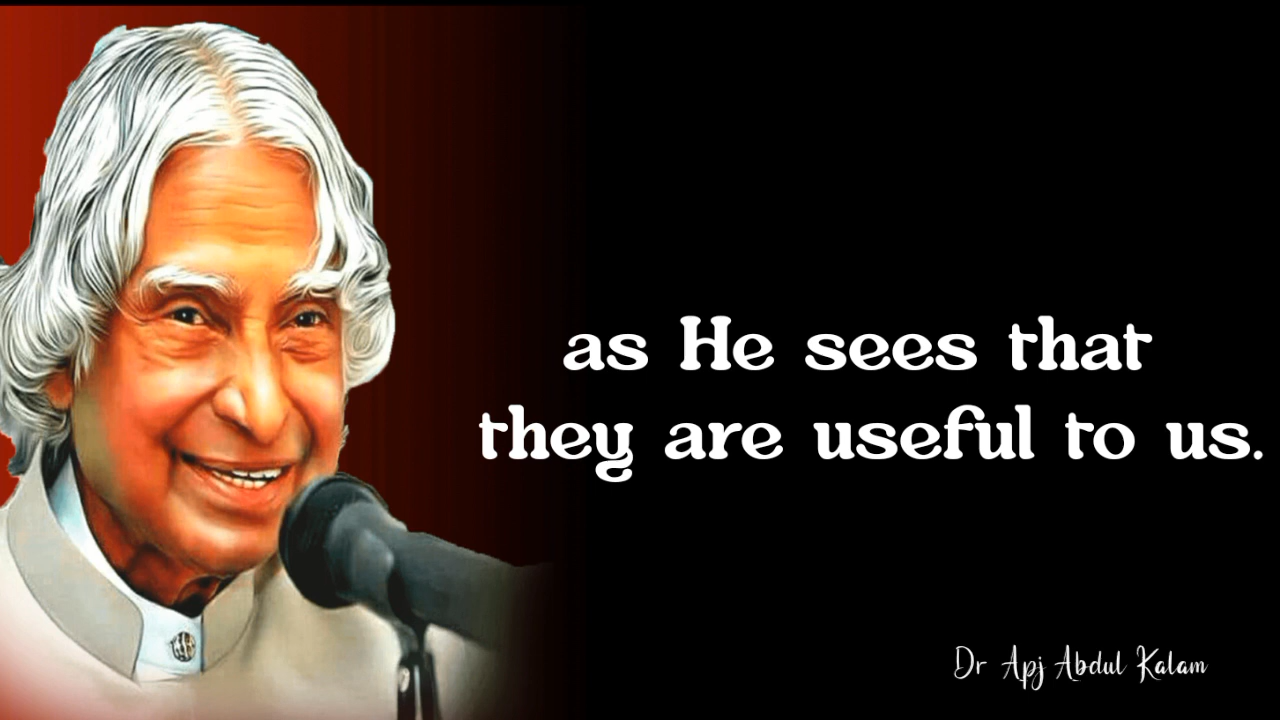 as He sees that
they are useful to us.
Dr Apj Abdul Kalam